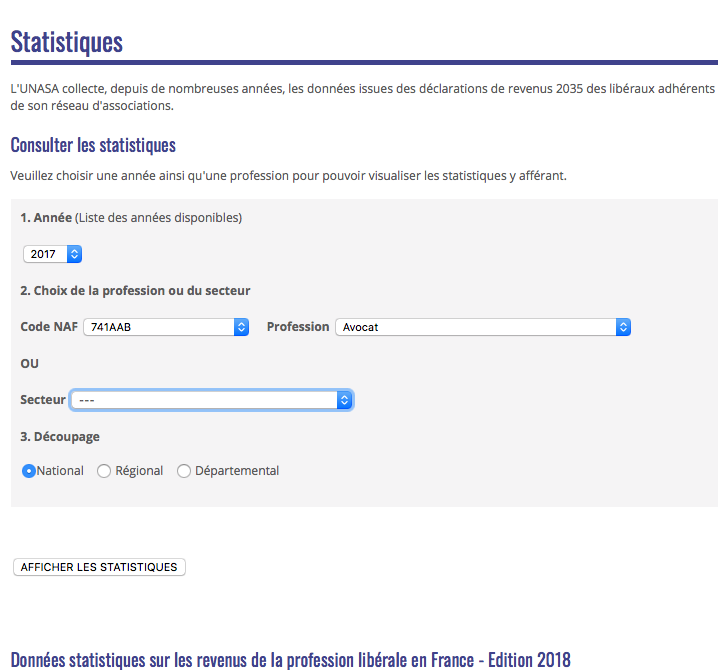 Statistiques
L'UNASA collecte, depuis de nombreuses années, les données issues des déclarations de revenus 2035 des libéraux adhérents
de son réseau d'associations.
Consulter les statistiques
Veuillez choisir une année ainsi qu'une profession pour pouvoir visualiser les statistiques y afférant.
1. Année (Liste des années disponibles)
2017
2. Choix de la profession ou du secteur
Code NAF 741AAB Profession Avocat
OU
Secteur ---
3. Découpage
National Régional Départemental
AFFICHER LES STATISTIQUES
Données statistiques sur les revenus de la profession libérale en France - Edition 2018